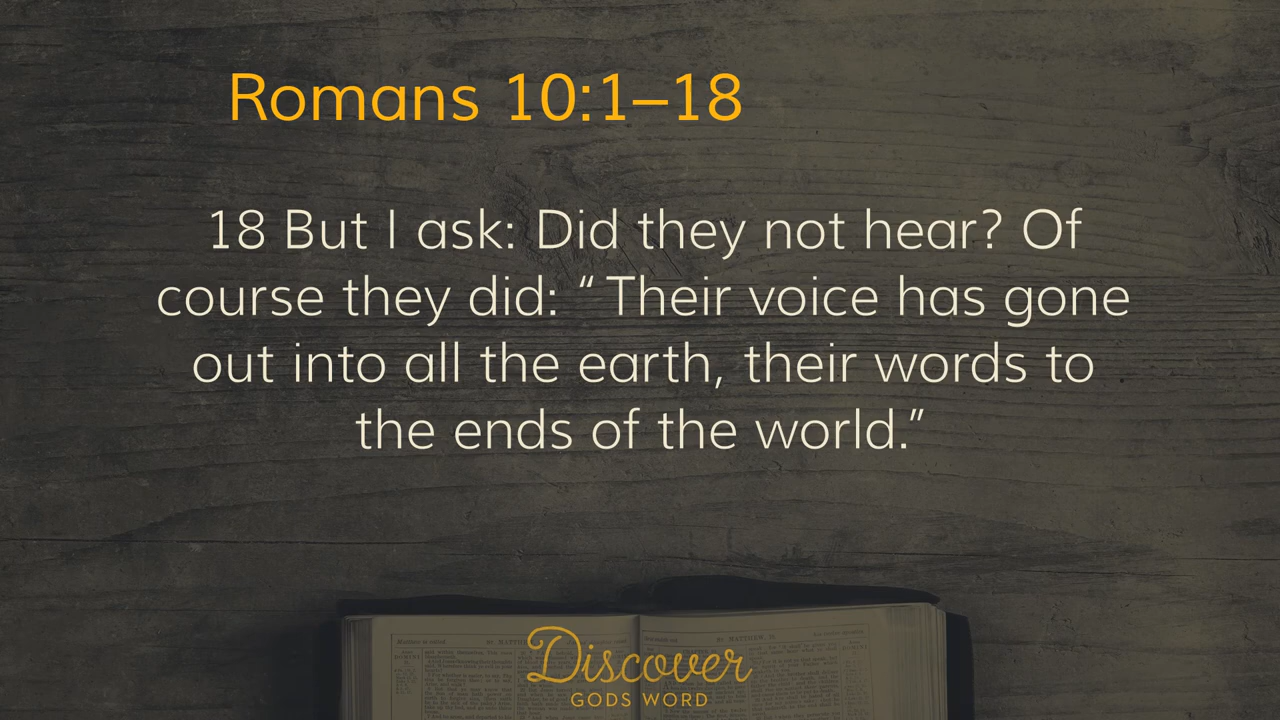 Romans 10:1–18
18 But I ask: Did they not hear? Of
course they did: “ Their voice has gone
out into all the earth, their words to
the ends of the world.”
Discover
GODS WORD